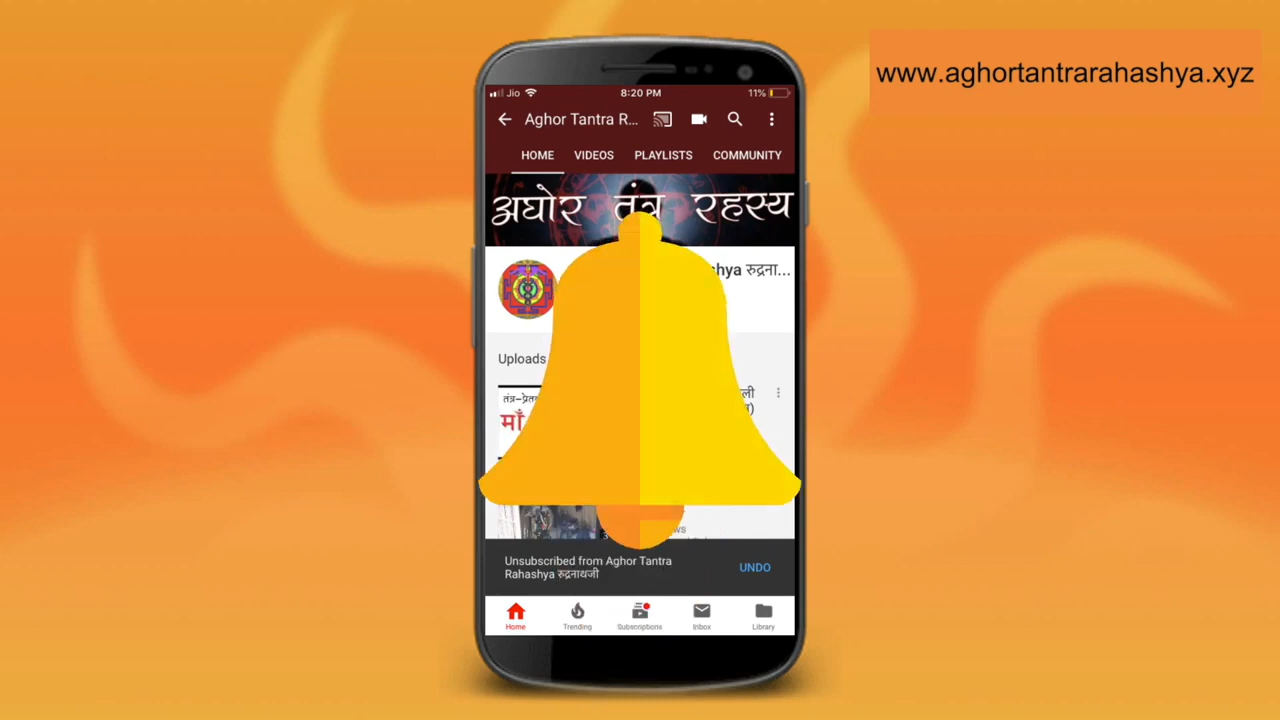 www.aghortantrarahashya.xyz
Jio 8:20 PM 11%
Aghor Tantra R...
HOME VIDEOS PLAYLISTS COMMUNITY
अघोर तंत्र रहस्य
रुद्रना...
Uploads
माँ
Unsubscribed from Aghor Tantra
Rahashya रुद्रनाथजी
UNDO
Home Trending Subscriptions Inbox Library